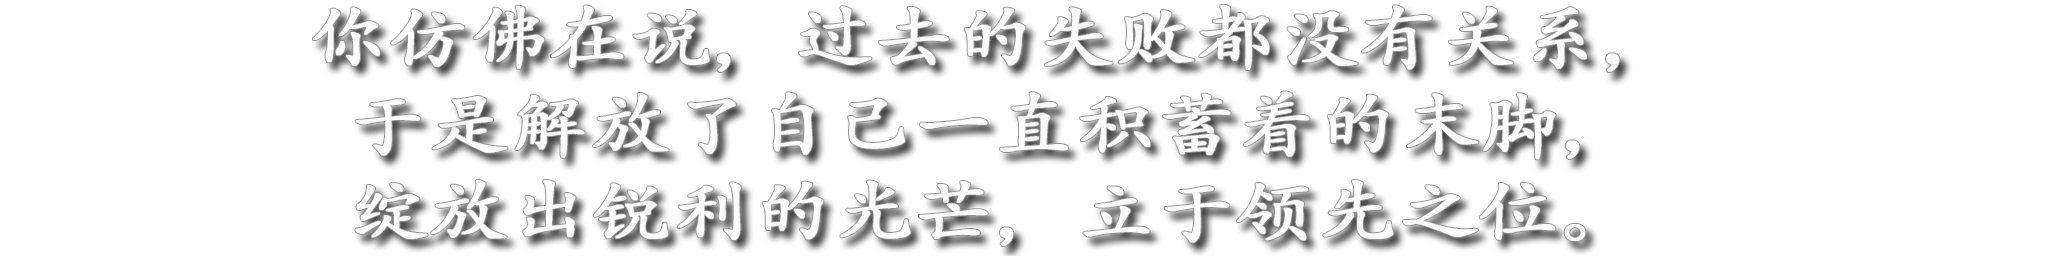 你仿佛在说，过去的失败都没有关系，
于是解放了自己一直积蓄着的末脚，
绽放出锐利的光芒，立于领先之位。